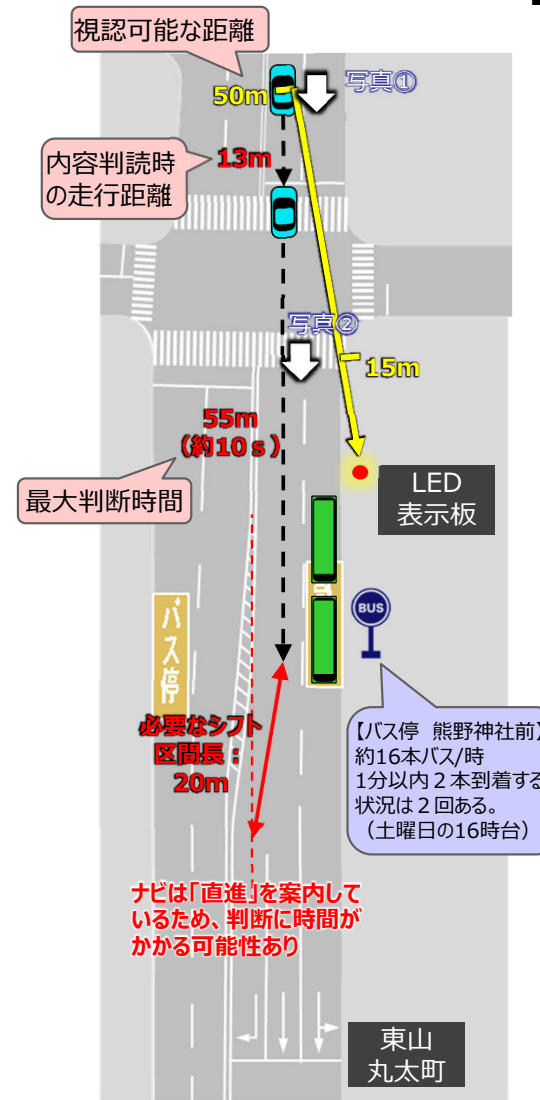 視認可能な距離
写真①
50m
13m
内容判読時
の走行距離
写真②
15m
55m
(約10ｓ)
最大判断時間
LED
表示板
バス停
BUS
必要なシフト
区間長：
20m
【バス停 熊野神社前】
約16本バス/時
1分以内２本到着する
状況は２回ある。
（土曜日の16時台）
ナビは「直進」を案内して
いるため、判断に時間が
かかる可能性あり
東山
丸太町